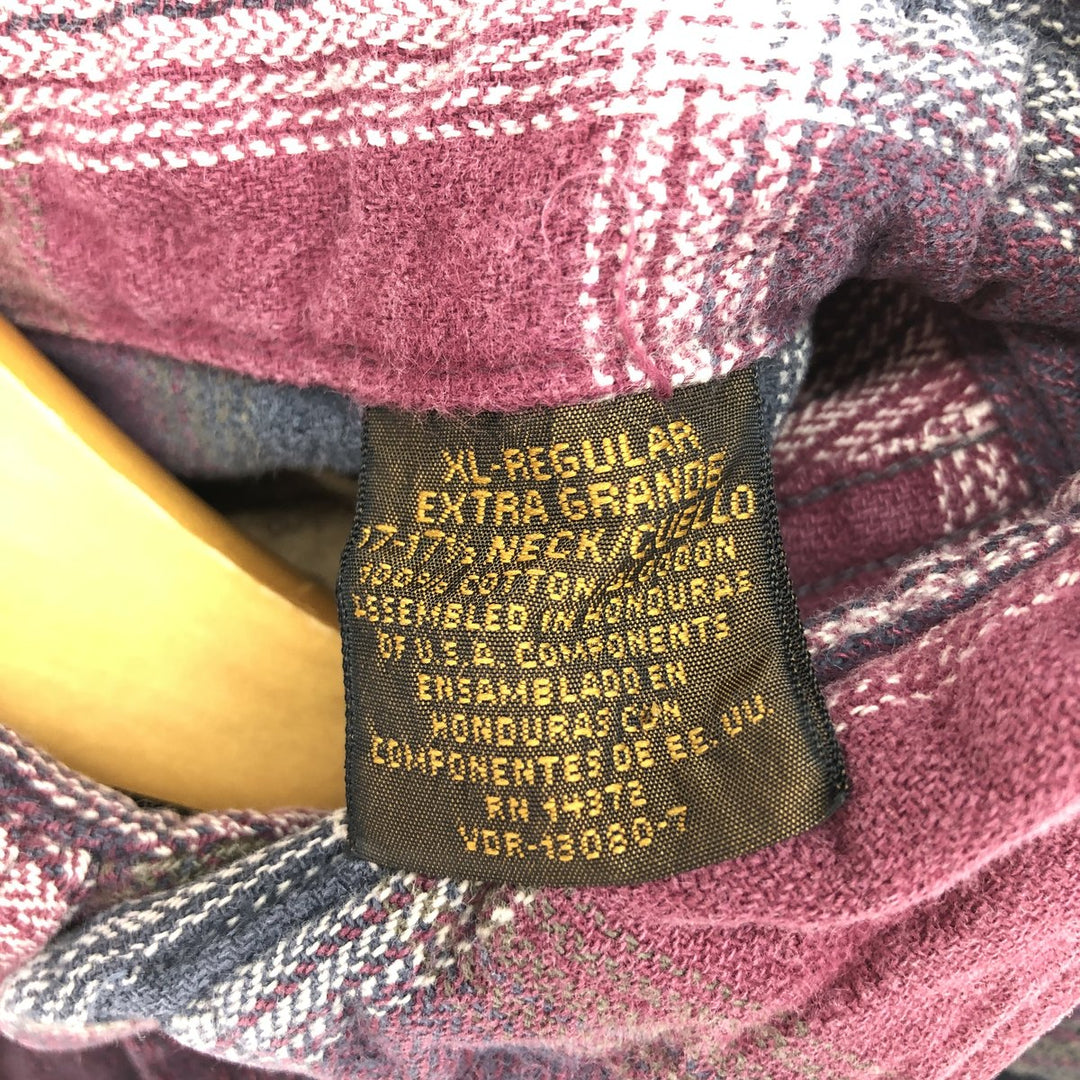 XL-REGULAR
EXTRA GRANDE
17-17½ NECK/CUELLO
100% COTTON/ALGODON
ASSEMBLED IN HONDURAS
OF U.S.A. COMPONENTS
ENSAMBLADO EN
HONDURAS CON
COMPONENTES DE EE.UU
RN 14372
VDR-13080-7